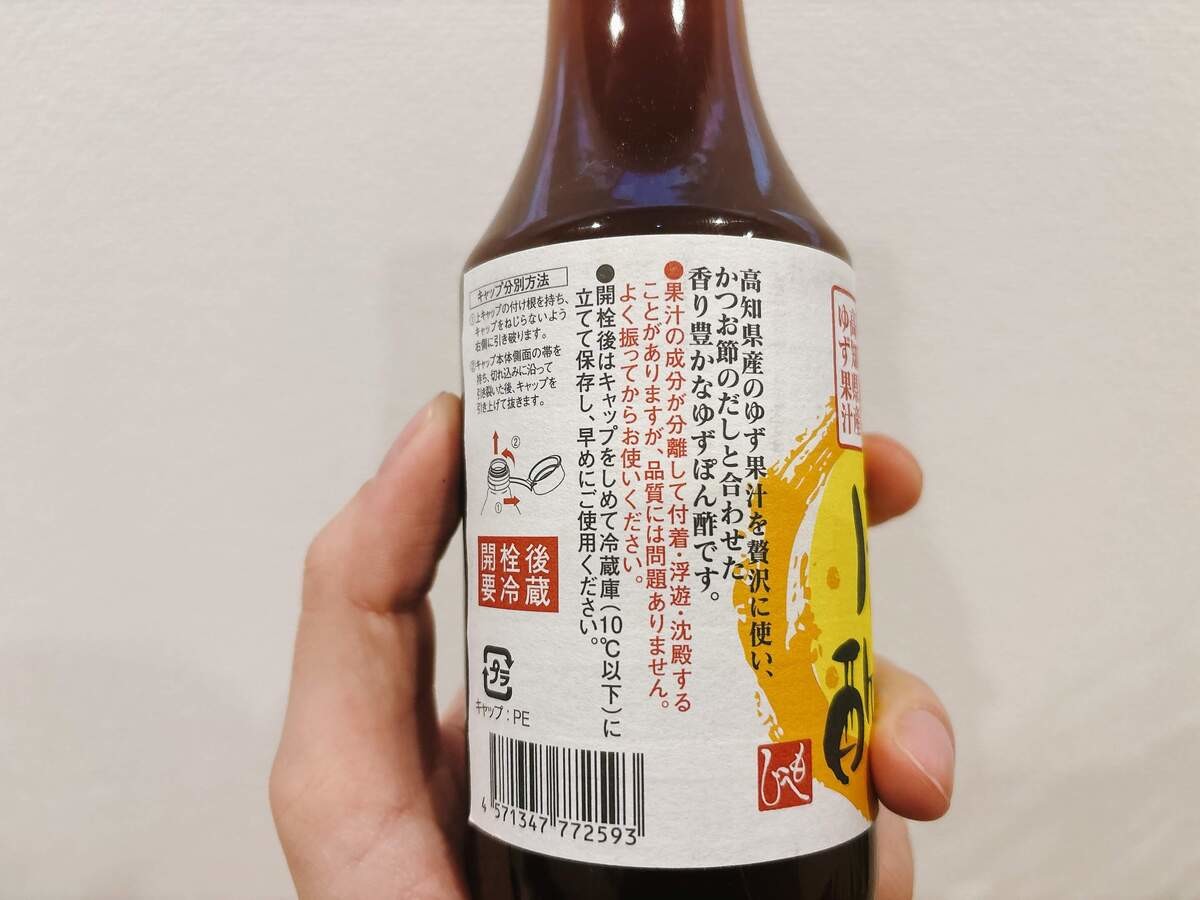 高知県産
ゆず果汁
高知県産のゆず果汁を贅沢に使い、
かつお節のだしと合わせた
香り豊かなゆずぽん酢です。
●果汁の成分が分離して付着・浮遊・沈殿する
ことがありますが、品質には問題ありません。
よく振ってからお使いください。
●開栓後はキャップをしめて冷蔵庫(10℃以下)に
立てて保存し、早めにご使用ください。
キャップ分別方法
①上キャップの付け根を持ち、
キャップをねじらないよう
右側に引き破ります。
②キャップ本体側面の帯を
持ち、切れ込みに沿って
引き裂いた後、キャップを
引き上げて抜きます。
②
①
開栓後
要冷蔵
プラ
キャップ:PE
4 571347 772593